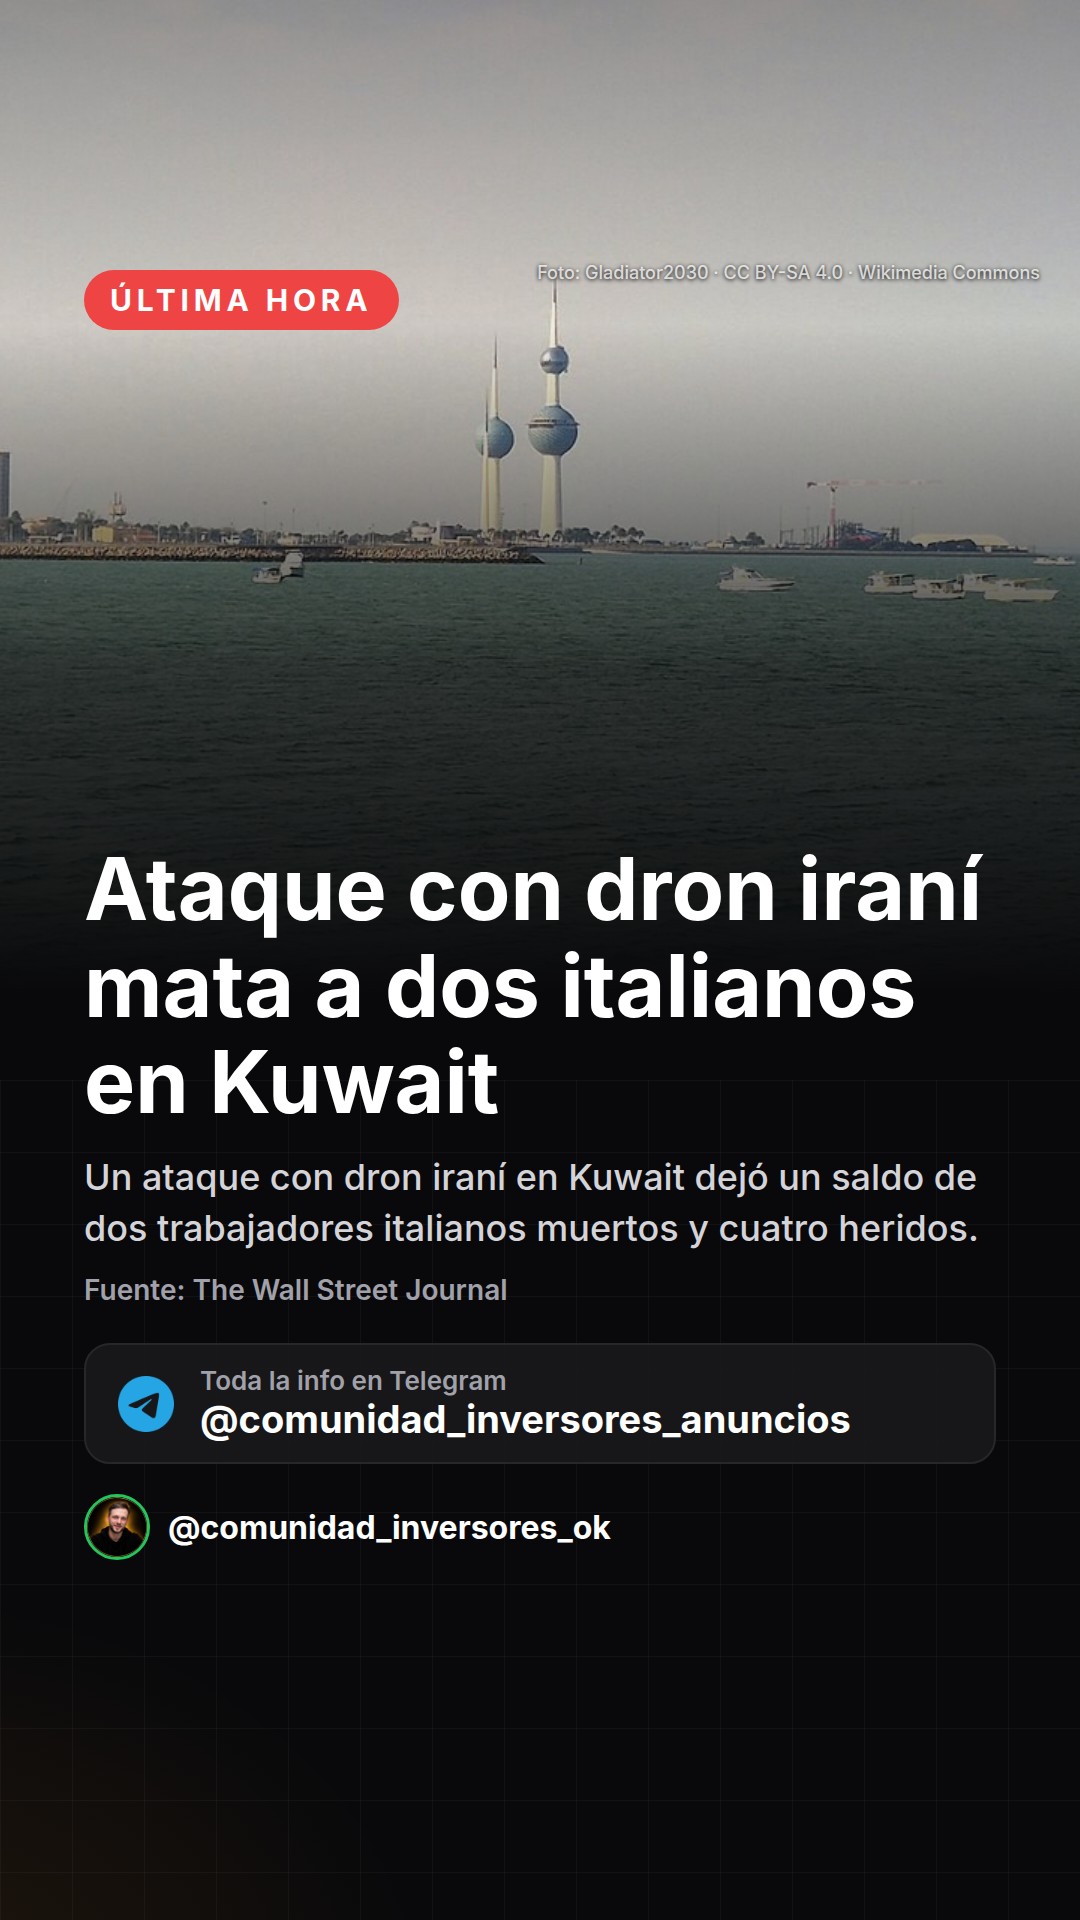 ÚLTIMA HORA
Foto: Gladiator2030 · CC BY-SA 4.0 · Wikimedia Commons
Ataque con dron iraní
mata a dos italianos
en Kuwait
Un ataque con dron iraní en Kuwait dejó un saldo de
dos trabajadores italianos muertos y cuatro heridos.
Fuente: The Wall Street Journal
Toda la info en Telegram
@comunidad_inversores_anuncios
@comunidad_inversores_ok